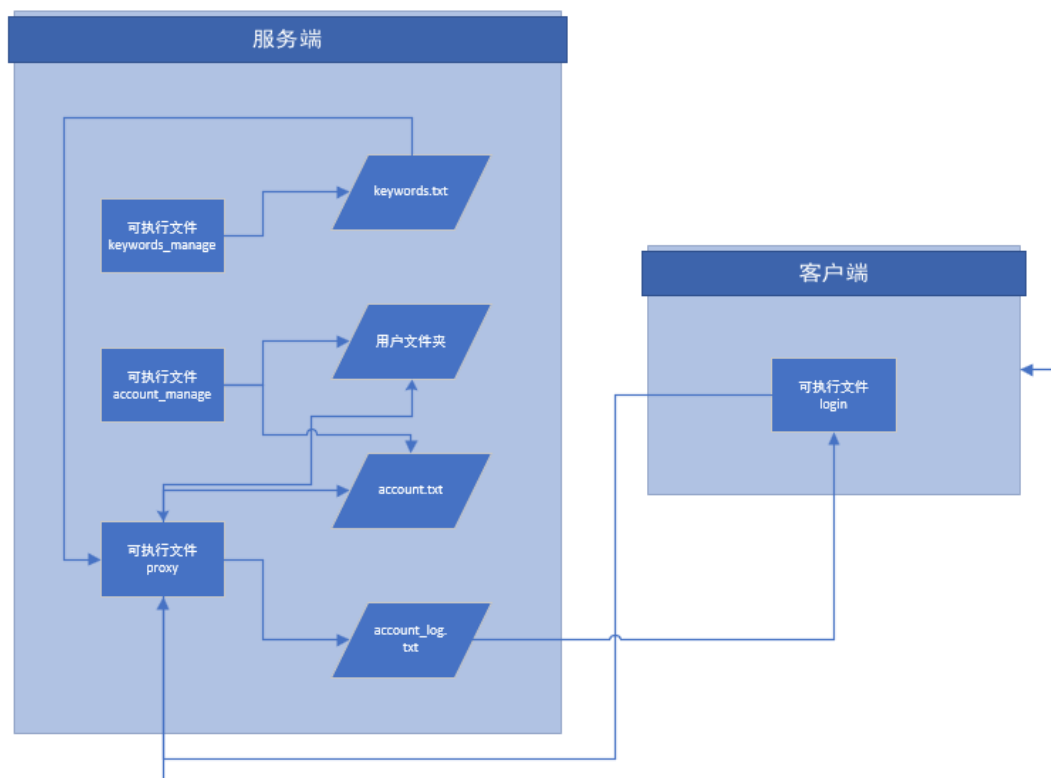 服务端
keywords.txt
可执行文件
keywords_manage
用户文件夹
可执行文件
account_manage
account.txt
可执行文件
proxy
account_log.
txt
客户端
可执行文件
login